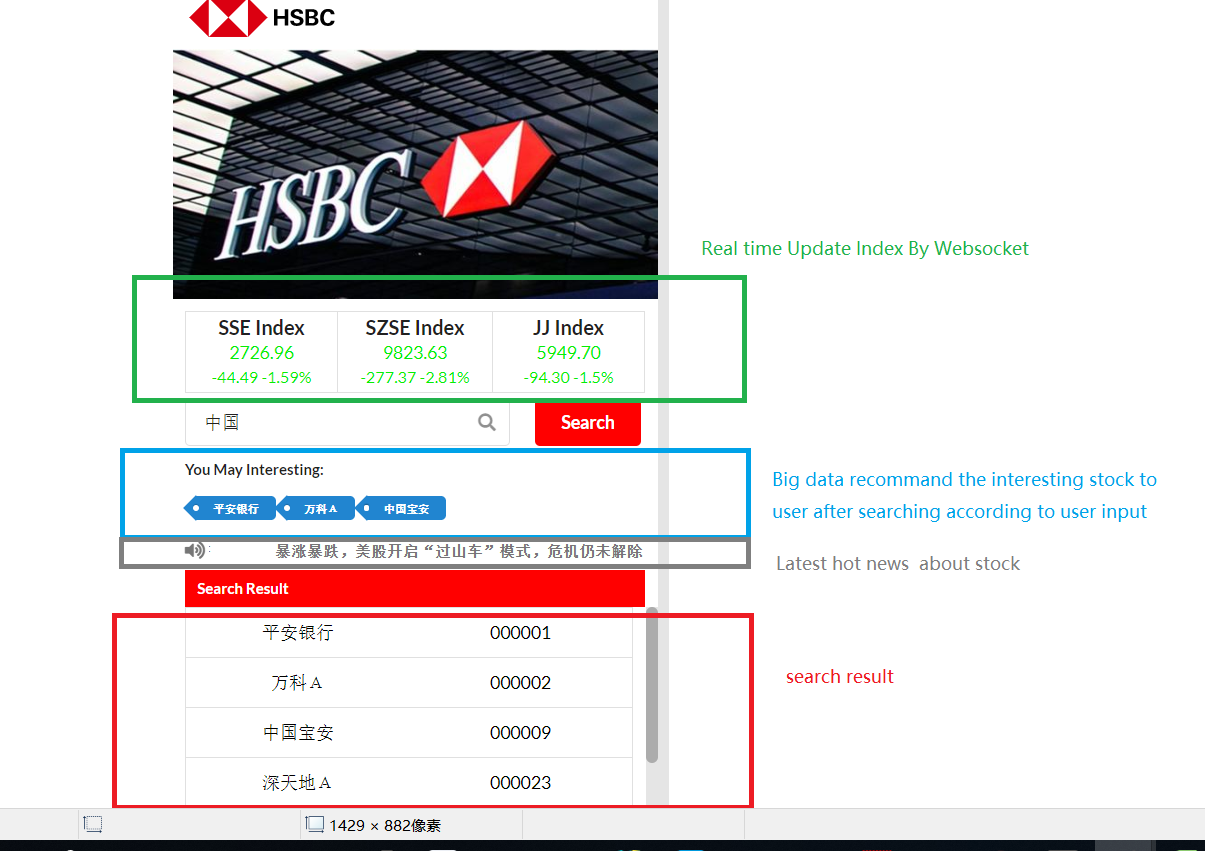 HSBC
HSBC
Real time Update Index By Websocket
SSE Index
2726.96
-44.49 -1.59%
SZSE Index
9823.63
-277.37 -2.81%
JJ Index
5949.70
-94.30 -1.5%
中国
Search
You May Interesting:
平安银行
万科A
中国宝安
Big data recommand the interesting stock to
user after searching according to user input
: 暴涨暴跌，美股开启“过山车”模式，危机仍未解除
Latest hot news about stock
Search Result
平安银行 000001
万科A 000002
中国宝安 000009
深天地A 000023
search result
1429 × 882像素